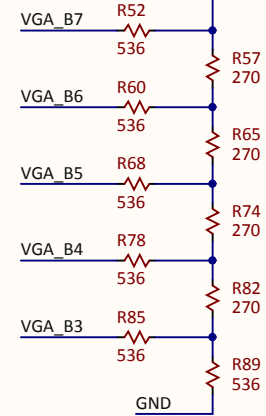 R52
VGA_B7
536
R57
270
R60
VGA_B6
536
R65
270
R68
VGA_B5
536
R74
270
R78
VGA_B4
536
R82
270
R85
VGA_B3
536
R89
536
GND